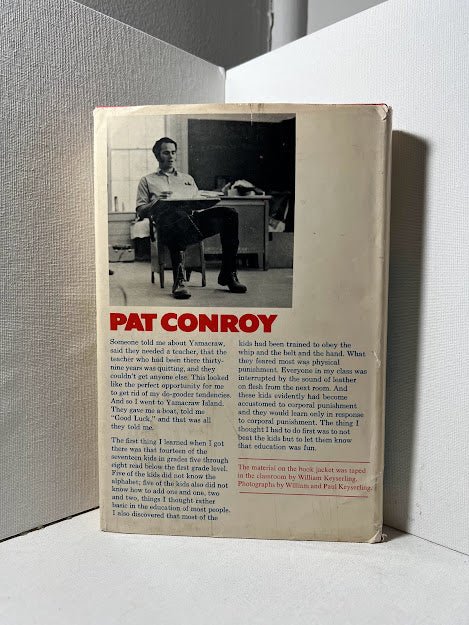 PAT CONROY
Someone told me about Yamacraw,
said they needed a teacher, that the
teacher who had been there thirty-
nine years was quitting, and they
couldn't get anyone else. This looked
like the perfect opportunity for me
to get rid of my do-gooder tendencies.
And so I went to Yamacraw Island.
They gave me a boat, told me
"Good Luck," and that was all
they told me.
The first thing I learned when I got
there was that fourteen of the
seventeen kids in grades five through
eight read below the first grade level.
Five of the kids did not know the
alphabet; five of the kids also did not
know how to add one and one, two
and two, things I thought rather
basic in the education of most people.
I also discovered that most of the
kids had been trained to obey the
whip and the belt and the hand. What
they feared most was physical
punishment. Everyone in my class was
interrupted by the sound of leather
on flesh from the next room. And
these kids evidently had become
accustomed to corporal punishment
and they would learn only in response
to corporal punishment. The thing I
thought I had to do first was to not
beat the kids but to let them know
that education was fun.
The material on the book jacket was taped
in the classroom by William Keyserling.
Photographs by William and Paul Keyserling.